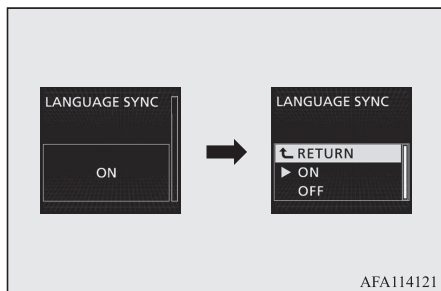 LANGUAGE SYNC
ON
LANGUAGE SYNC
RETURN
ON
OFF
AFA114121